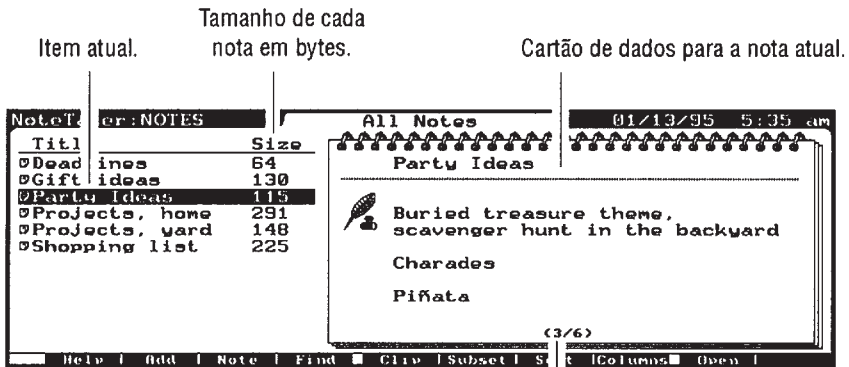 Tamanho de cada
nota em bytes.
Item atual.
Cartão de dados para a nota atual.
NoteTa er:NOTES All Notes 01/13/95 5:35 am
Titl Size
Dead ines 64
Gift ideas 130
Party Ideas 115
Projects, home 291
Projects, yard 148
Shopping list 225
Party Ideas
Buried treasure theme,
scavenger hunt in the backyard
Charades
Piñata
(3/6)
Help | Add | Note | Find Clip |Subset| S t |Columns Open |